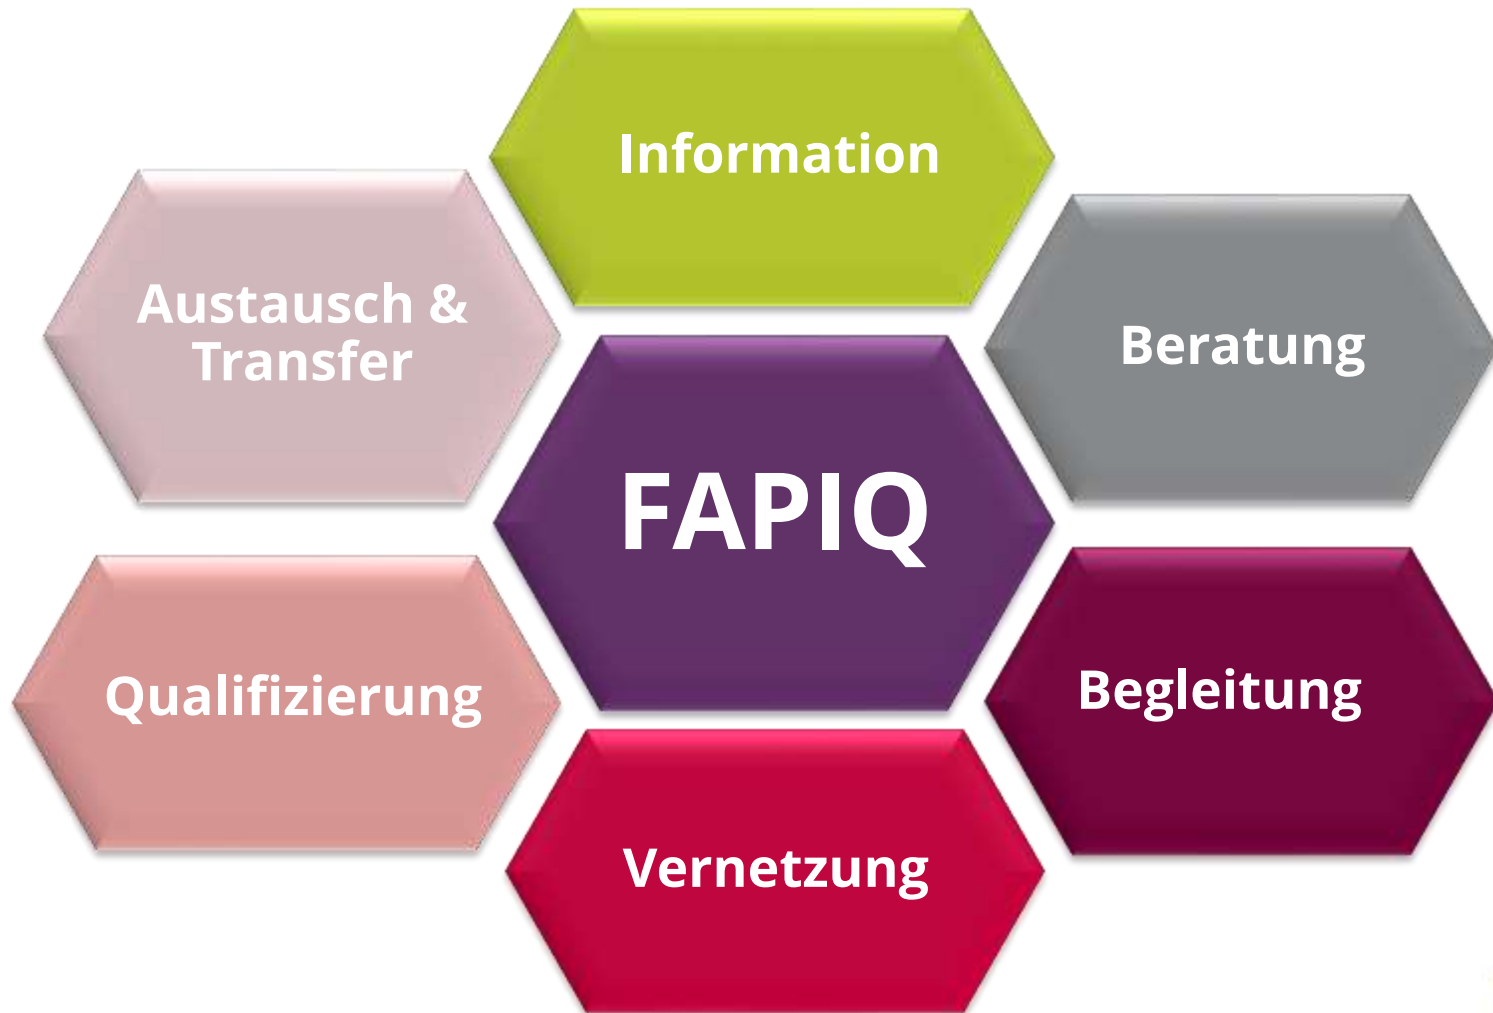 Information
Austausch &
Transfer
Beratung
FAPIQ
Qualifizierung
Begleitung
Vernetzung